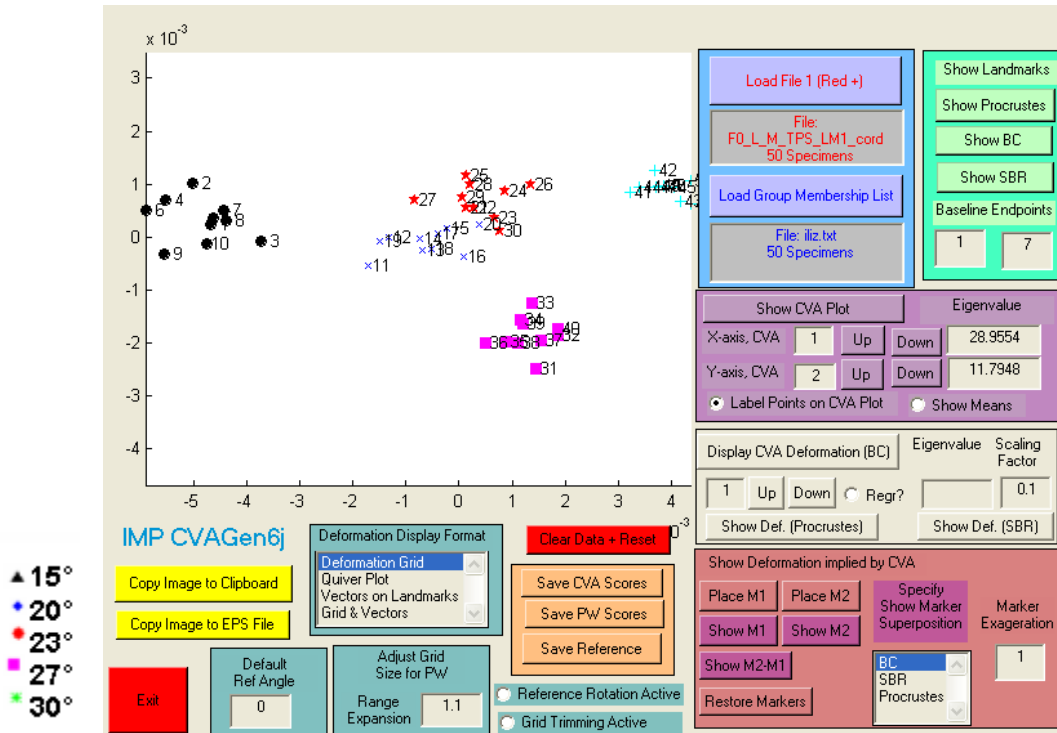 x 10⁻³
3
2
1
0
-1
-2
-3
-4
-5
-4
-3
-2
-1
0
1
2
3
4
2
4
6
7
8
10
3
9
25
28
24
26
27
29
22
23
30
20
15
17
12
19
14
18
11
16
33
34
39
40
32
36
35
38
37
31
42
41
43
Load File 1 (Red +)
File:
F0_L_M_TPS_LM1_cord
50 Specimens
Load Group Membership List
File: iliz.txt
50 Specimens
Show Landmarks
Show Procrustes
Show BC
Show SBR
Baseline Endpoints
1 7
Show CVA Plot Eigenvalue
X-axis, CVA 1 Up Down 28.9554
Y-axis, CVA 2 Up Down 11.7948
Label Points on CVA Plot Show Means
Display CVA Deformation (BC) Eigenvalue Scaling
Factor
1 Up Down Regr? 0.1
Show Def. (Procrustes) Show Def. (SBR)
IMP CVAGen6j
Copy Image to Clipboard
Copy Image to EPS File
Deformation Display Format
Deformation Grid
Quiver Plot
Vectors on Landmarks
Grid & Vectors
Clear Data + Reset
Save CVA Scores
Save PW Scores
Save Reference
Show Deformation implied by CVA
Place M1 Place M2
Show M1 Show M2
Show M2-M1
Restore Markers
Specify
Show Marker
Superposition
BC
SBR
Procrustes
Marker
Exageration
1
15°
20°
23°
27°
30°
Exit
Default
Ref Angle
0
Adjust Grid
Size for PW
Range
Expansion 1.1
Reference Rotation Active
Grid Trimming Active